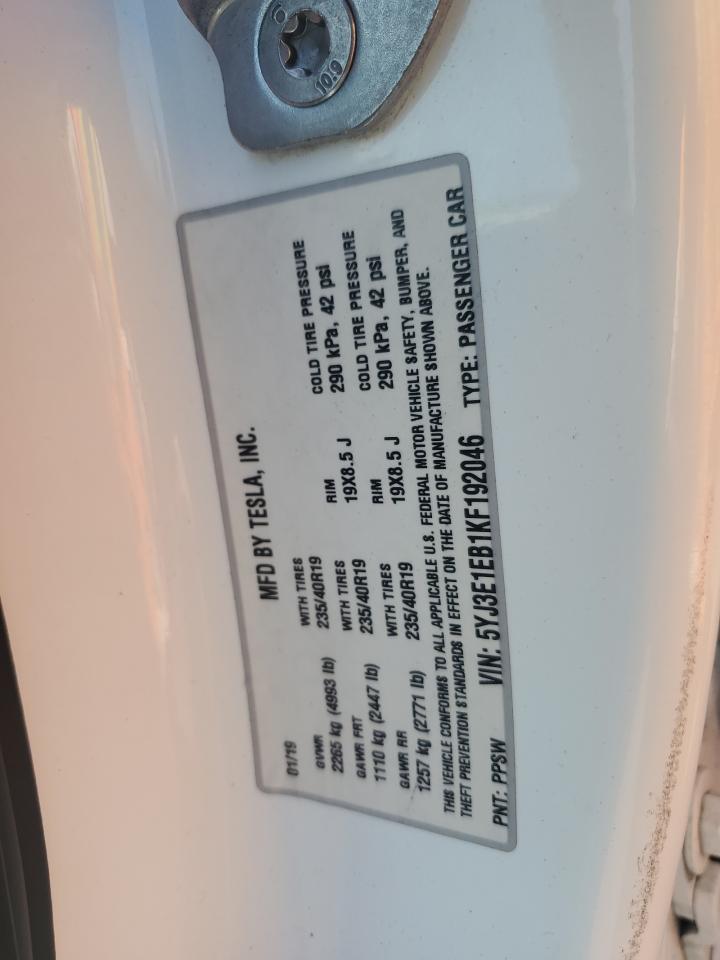 10.9
MFD BY TESLA, INC.
01/19
GVWR WITH TIRES RIM COLD TIRE PRESSURE
2265 kg (4993 lb) 235/40R19 19X8.5 J 290 kPa, 42 psi
GAWR FRT WITH TIRES RIM COLD TIRE PRESSURE
1110 kg (2447 lb) 235/40R19 19X8.5 J 290 kPa, 42 psi
GAWR RR WITH TIRES
1257 kg (2771 lb) 235/40R19
THIS VEHICLE CONFORMS TO ALL APPLICABLE U.S. FEDERAL MOTOR VEHICLE SAFETY, BUMPER, AND
THEFT PREVENTION STANDARDS IN EFFECT ON THE DATE OF MANUFACTURE SHOWN ABOVE.
PNT: PPSW VIN: 5YJ3E1EB1KF192046 TYPE: PASSENGER CAR